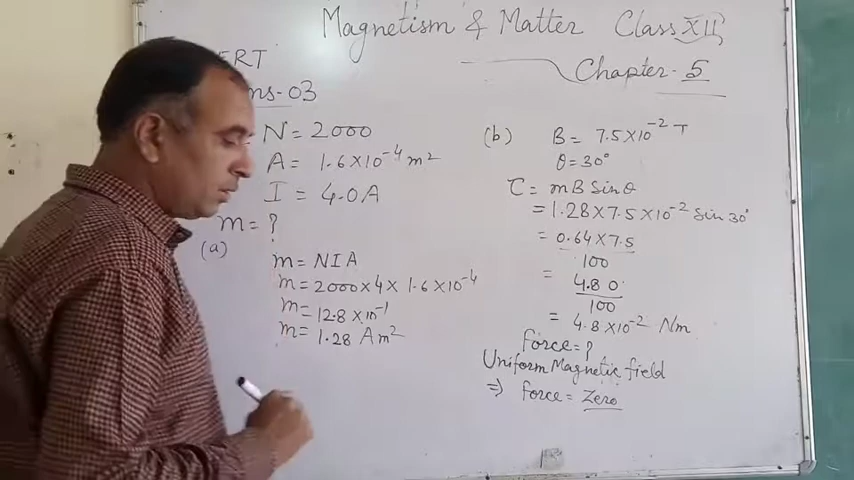 Magnetism & Matter Class XII
Chapter - 5
ERT
ns-03
N = 2000
A = 1.6×10⁻⁴ m²
I = 4.0A
m = ?
(a)
m = NIA
m = 2000×4×1.6×10⁻⁴
m = 12.8×10⁻¹
m = 1.28 Am²
(b) B = 7.5×10⁻² T
θ = 30°
τ = mB Sinθ
= 1.28×7.5×10⁻² Sin 30°
= 0.64×7.5
100
= 4.80
100
= 4.8×10⁻² Nm
force = ?
Uniform Magnetic field
⇒ force = Zero